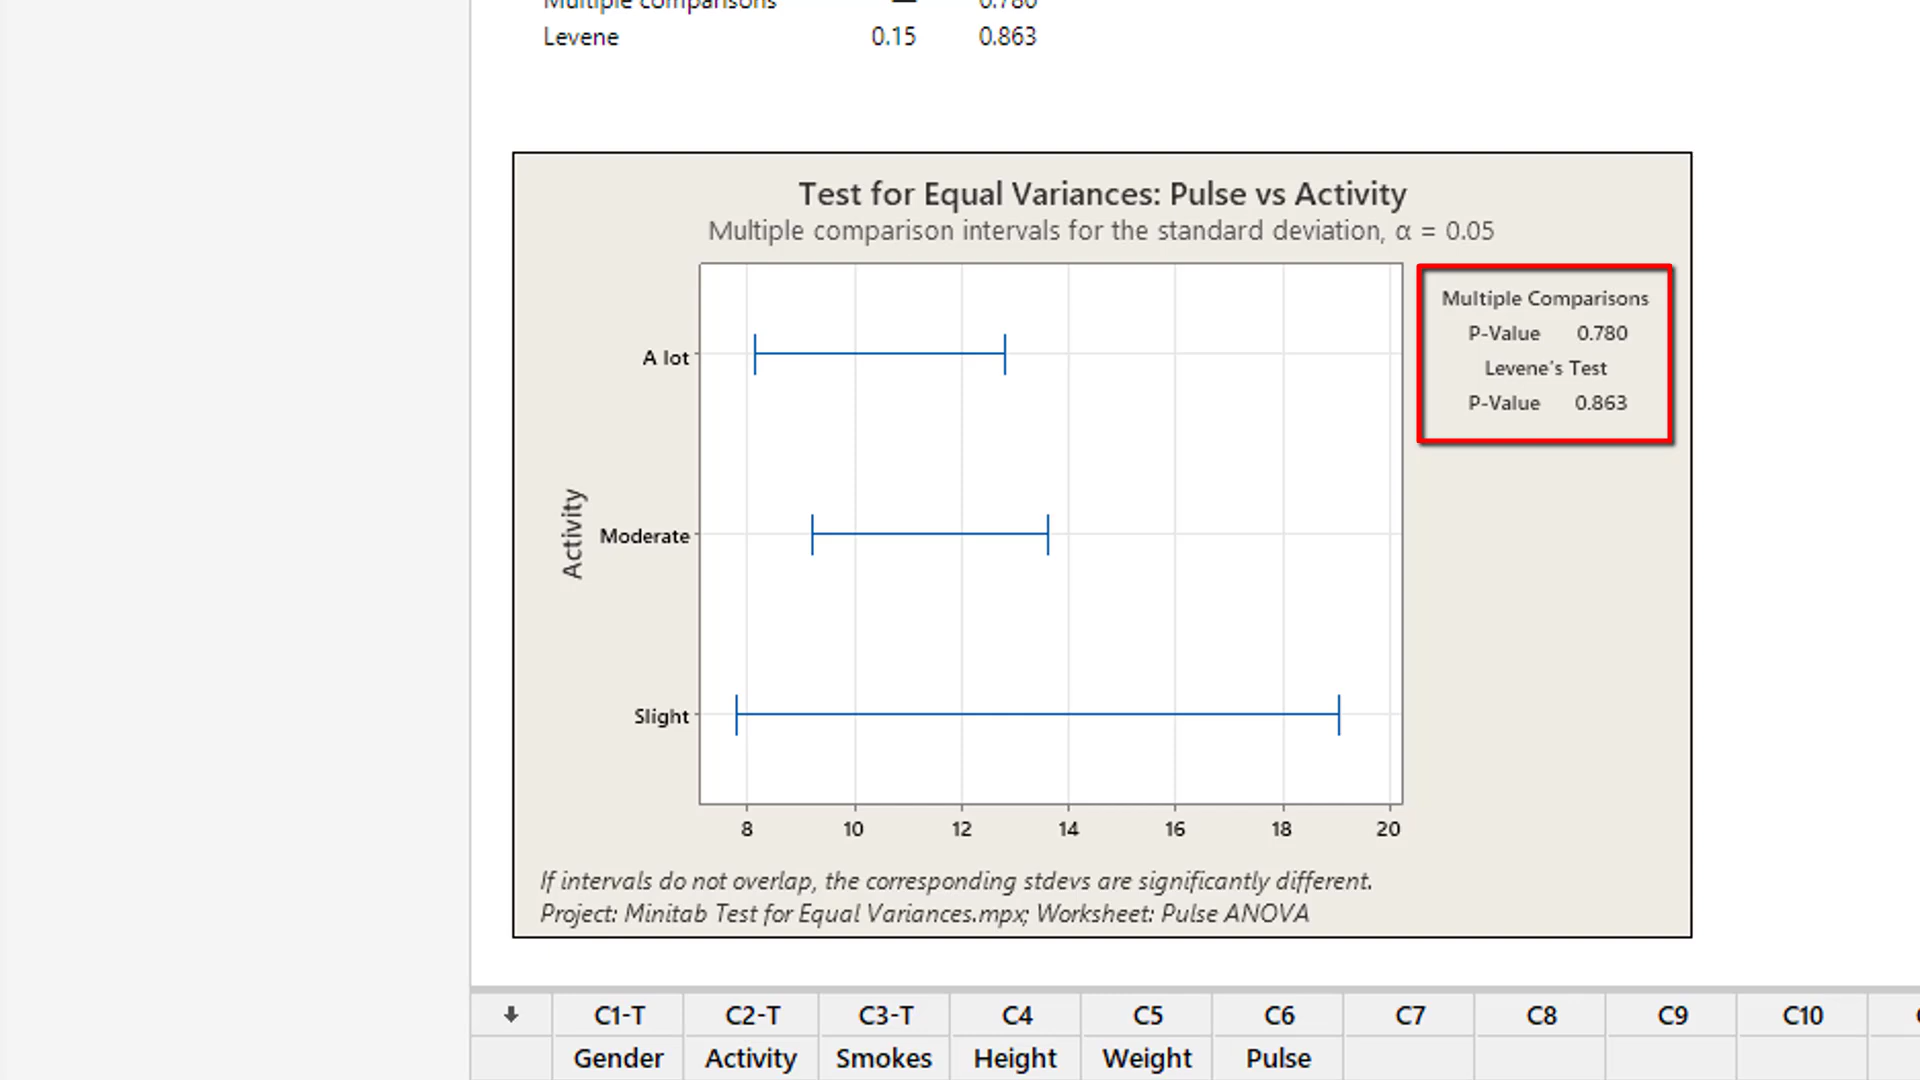 Multiple comparisons — 0.780
Levene 0.15 0.863
Test for Equal Variances: Pulse vs Activity
Multiple comparison intervals for the standard deviation, α = 0.05
Multiple Comparisons
P-Value 0.780
Levene's Test
P-Value 0.863
A lot
Moderate
Slight
Activity
8 10 12 14 16 18 20
If intervals do not overlap, the corresponding stdevs are significantly different.
Project: Minitab Test for Equal Variances.mpx; Worksheet: Pulse ANOVA
C1-T C2-T C3-T C4 C5 C6 C7 C8 C9 C10
Gender Activity Smokes Height Weight Pulse